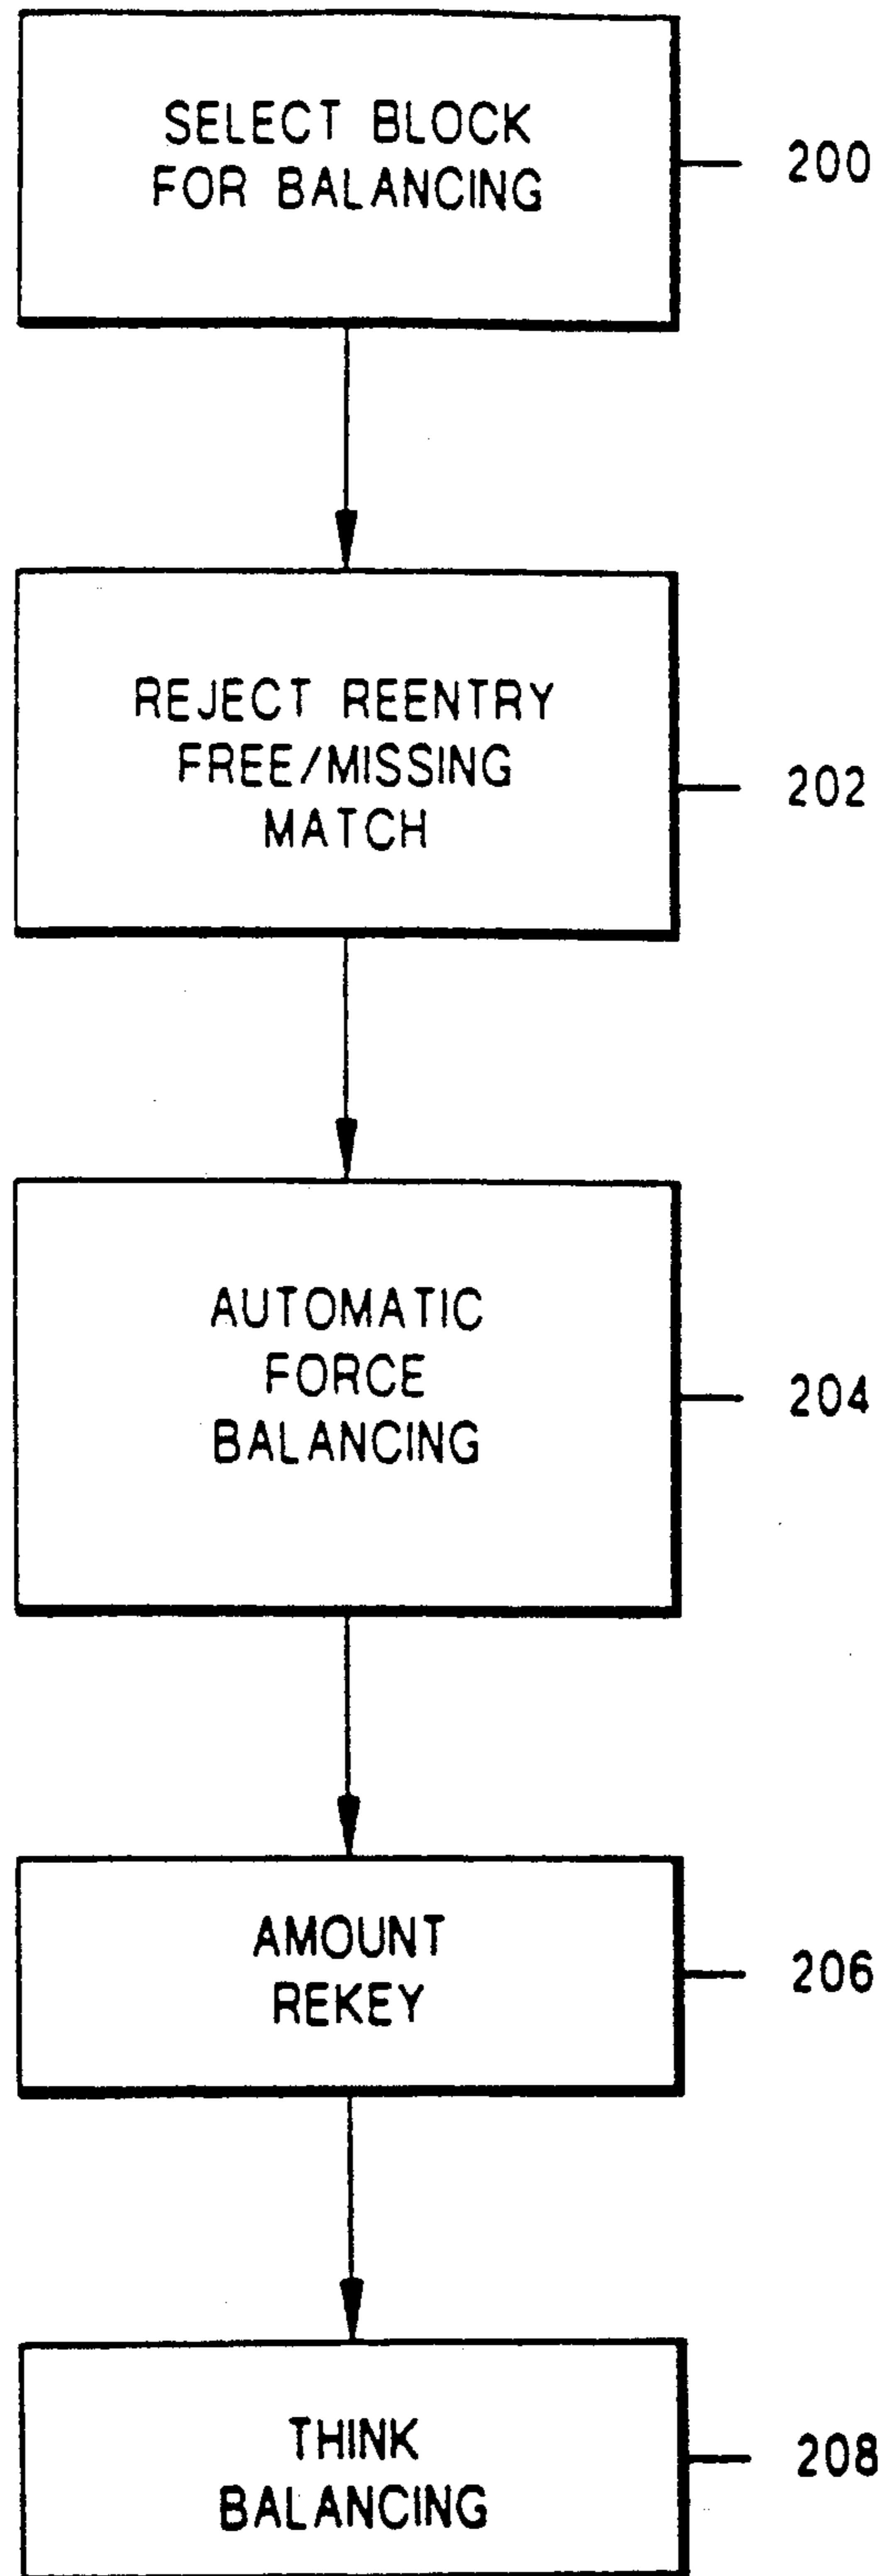 SELECT BLOCK
FOR BALANCING
200
REJECT REENTRY
FREE/MISSING
MATCH
202
AUTOMATIC
FORCE
BALANCING
204
AMOUNT
REKEY
206
THINK
BALANCING
208